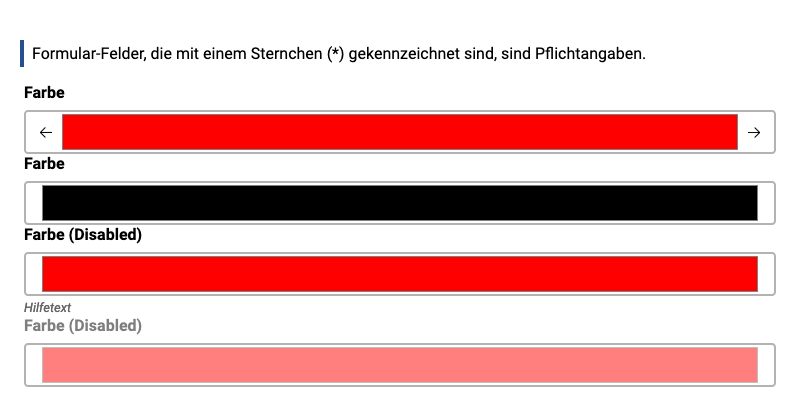 Formular-Felder, die mit einem Sternchen (*) gekennzeichnet sind, sind Pflichtangaben.
Farbe
← →
Farbe
Farbe (Disabled)
Hilfetext
Farbe (Disabled)